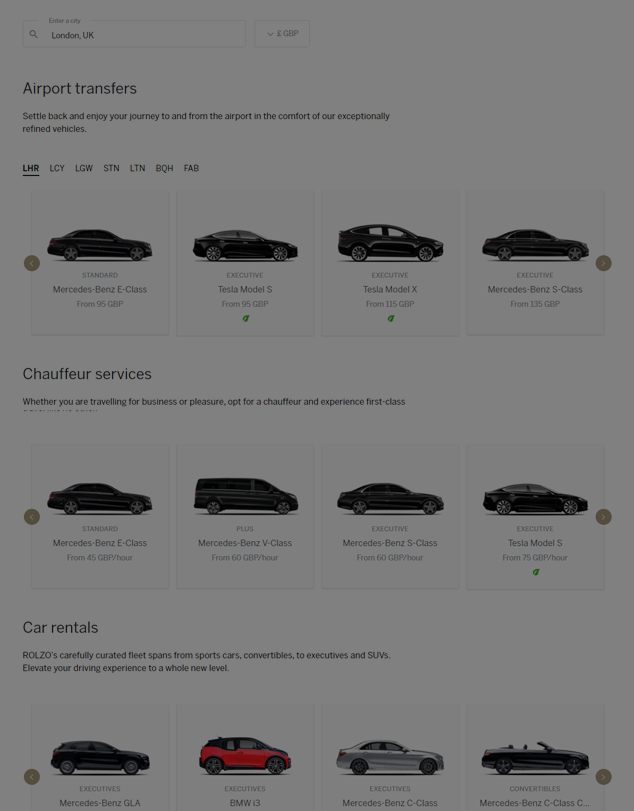 Enter a city
London, UK
£ GBP
Airport transfers
Settle back and enjoy your journey to and from the airport in the comfort of our exceptionally
refined vehicles.
LHR LCY LGW STN LTN BQH FAB
STANDARD
Mercedes-Benz E-Class
From 95 GBP
EXECUTIVE
Tesla Model S
From 95 GBP
EXECUTIVE
Tesla Model X
From 115 GBP
EXECUTIVE
Mercedes-Benz S-Class
From 135 GBP
Chauffeur services
Whether you are travelling for business or pleasure, opt for a chauffeur and experience first-class
STANDARD
Mercedes-Benz E-Class
From 45 GBP/hour
PLUS
Mercedes-Benz V-Class
From 60 GBP/hour
EXECUTIVE
Mercedes-Benz S-Class
From 60 GBP/hour
EXECUTIVE
Tesla Model S
From 75 GBP/hour
Car rentals
ROLZO's carefully curated fleet spans from sports cars, convertibles, to executives and SUVs.
Elevate your driving experience to a whole new level.
EXECUTIVES
Mercedes-Benz GLA
EXECUTIVES
BMW i3
EXECUTIVES
Mercedes-Benz C-Class
CONVERTIBLES
Mercedes-Benz C-Class C...